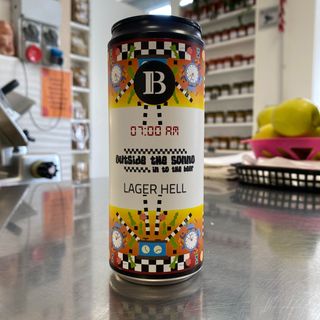 B
07:00 AM
outside the sonno
in to the beer
LAGER HELL